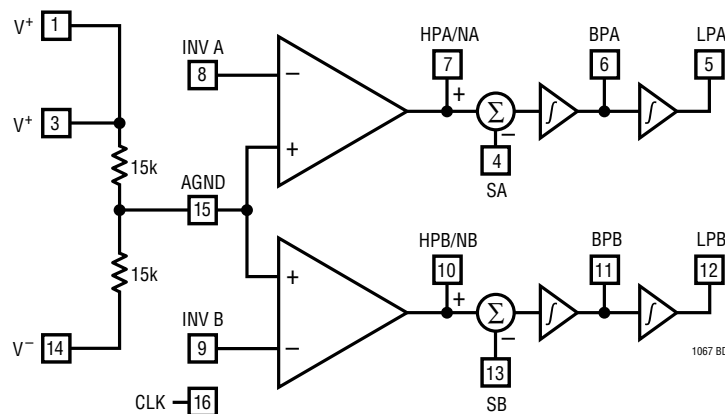 V+ 1
INV A
8
−
+
HPA/NA
7
+
Σ
−
4
SA
∫
BPA
6
∫
LPA
5
V+ 3
15k
AGND
15
15k
V− 14
INV B
9
+
−
HPB/NB
10
+
Σ
−
13
SB
∫
BPB
11
∫
LPB
12
CLK 16
1067 BD